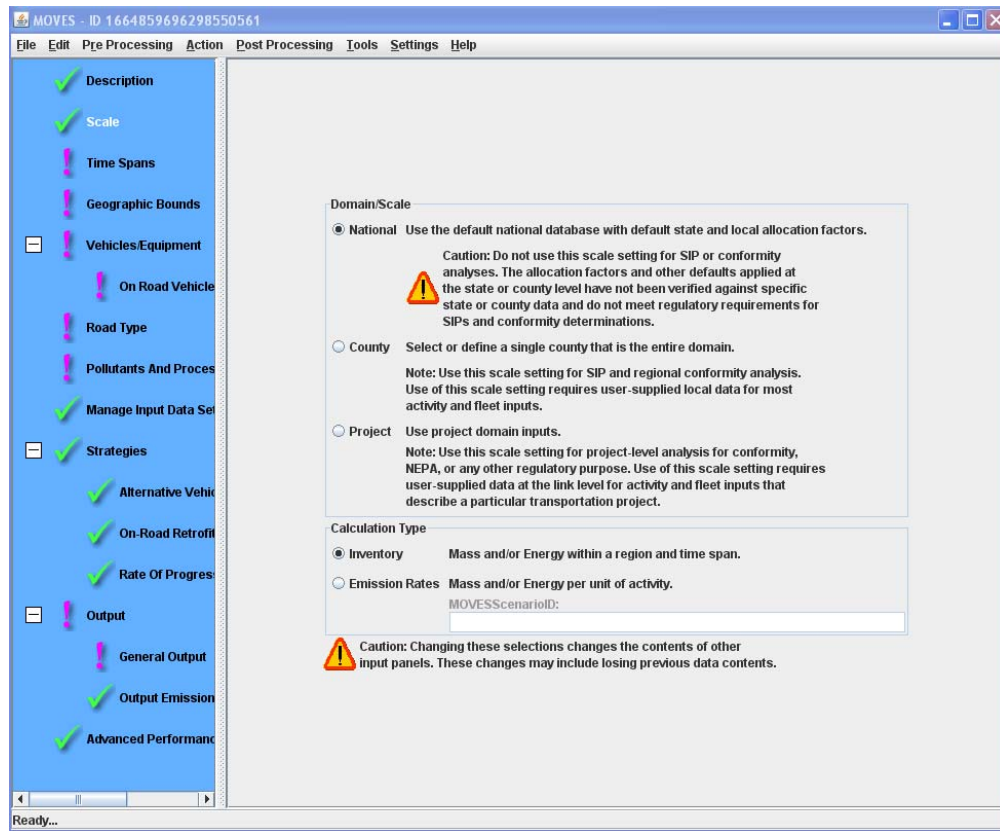 MOVES - ID 1664859696298550561
File Edit Pre Processing Action Post Processing Tools Settings Help
Description
Scale
Time Spans
Geographic Bounds
Vehicles/Equipment
On Road Vehicle
Road Type
Pollutants And Proces
Manage Input Data Set
Strategies
Alternative Vehic
On-Road Retrofit
Rate Of Progres
Output
General Output
Output Emission
Advanced Performanc
Domain/Scale
National Use the default national database with default state and local allocation factors.
Caution: Do not use this scale setting for SIP or conformity
analyses. The allocation factors and other defaults applied at
the state or county level have not been verified against specific
state or county data and do not meet regulatory requirements for
SIPs and conformity determinations.
County Select or define a single county that is the entire domain.
Note: Use this scale setting for SIP and regional conformity analysis.
Use of this scale setting requires user-supplied local data for most
activity and fleet inputs.
Project Use project domain inputs.
Note: Use this scale setting for project-level analysis for conformity,
NEPA, or any other regulatory purpose. Use of this scale setting requires
user-supplied data at the link level for activity and fleet inputs that
describe a particular transportation project.
Calculation Type
Inventory Mass and/or Energy within a region and time span.
Emission Rates Mass and/or Energy per unit of activity.
MOVESScenarioID:
Caution: Changing these selections changes the contents of other
input panels. These changes may include losing previous data contents.
Ready...